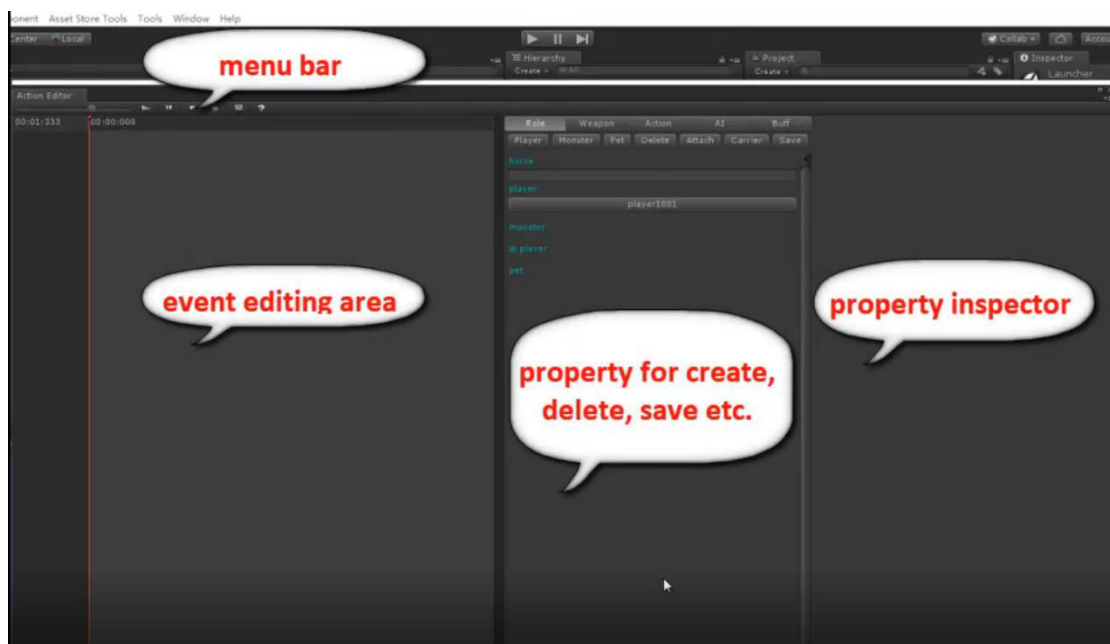 onent Asset Store Tools Tools Window Help
Center Local
Collab
Accou
menu bar
Hierarchy
Project
Inspector
Create
All
Create
Launcher
Action Editor
00:01:333
00:00:000
?
Role Weapon Action AI Buff
Player Monster Pet Delete Attach Carrier Save
horse
player
player1001
monster
ai player
pet
event editing area
property inspector
property for create,
delete, save etc.